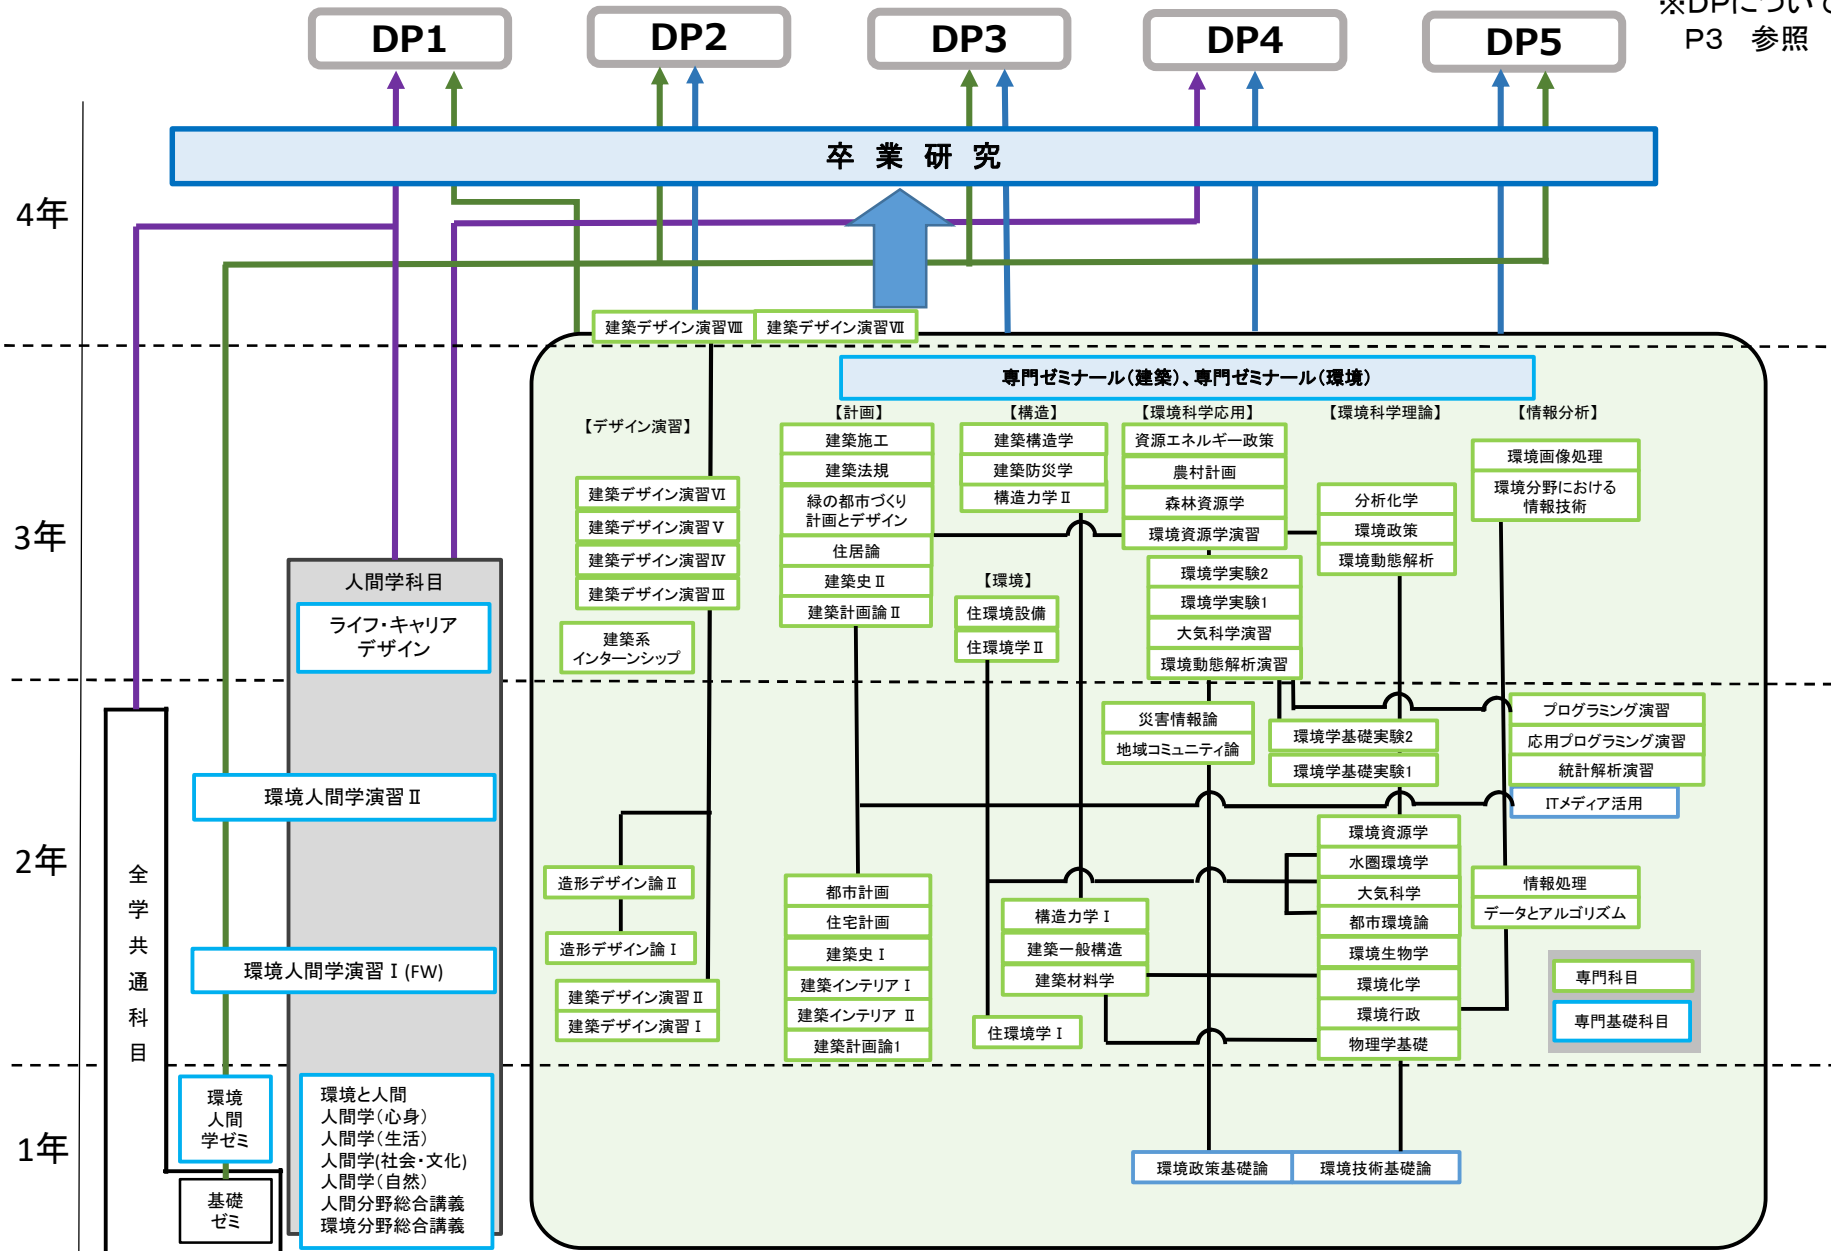 ※DPについて
P3 参照
DP1
DP2
DP3
DP4
DP5
卒 業 研 究
4年
建築デザイン演習Ⅷ
建築デザイン演習Ⅶ
専門ゼミナール(建築)、専門ゼミナール(環境)
3年
【デザイン演習】
建築デザイン演習Ⅵ
建築デザイン演習Ⅴ
建築デザイン演習Ⅳ
建築デザイン演習Ⅲ
建築系
インターンシップ
【計画】
建築施工
建築法規
緑の都市づくり
計画とデザイン
住居論
建築史Ⅱ
建築計画論Ⅱ
【構造】
建築構造学
建築防災学
構造力学Ⅱ
【環境】
住環境設備
住環境学Ⅱ
【環境科学応用】
資源エネルギー政策
農村計画
森林資源学
環境資源学演習
環境学実験2
環境学実験1
大気科学演習
環境動態解析演習
【環境科学理論】
分析化学
環境政策
環境動態解析
【情報分析】
環境画像処理
環境分野における
情報技術
人間学科目
ライフ・キャリア
デザイン
2年
全学共通科目
環境人間学演習Ⅱ
環境人間学演習Ⅰ(FW)
造形デザイン論Ⅱ
造形デザイン論Ⅰ
建築デザイン演習Ⅱ
建築デザイン演習Ⅰ
都市計画
住宅計画
建築史Ⅰ
建築インテリアⅠ
建築インテリア Ⅱ
建築計画論1
構造力学Ⅰ
建築一般構造
建築材料学
住環境学Ⅰ
災害情報論
地域コミュニティ論
環境学基礎実験2
環境学基礎実験1
環境資源学
水圏環境学
大気科学
都市環境論
環境生物学
環境化学
環境行政
物理学基礎
プログラミング演習
応用プログラミング演習
統計解析演習
ITメディア活用
情報処理
データとアルゴリズム
専門科目
専門基礎科目
1年
環境
人間
学ゼミ
基礎
ゼミ
環境と人間
人間学(心身)
人間学(生活)
人間学(社会・文化)
人間学(自然)
人間分野総合講義
環境分野総合講義
環境政策基礎論
環境技術基礎論